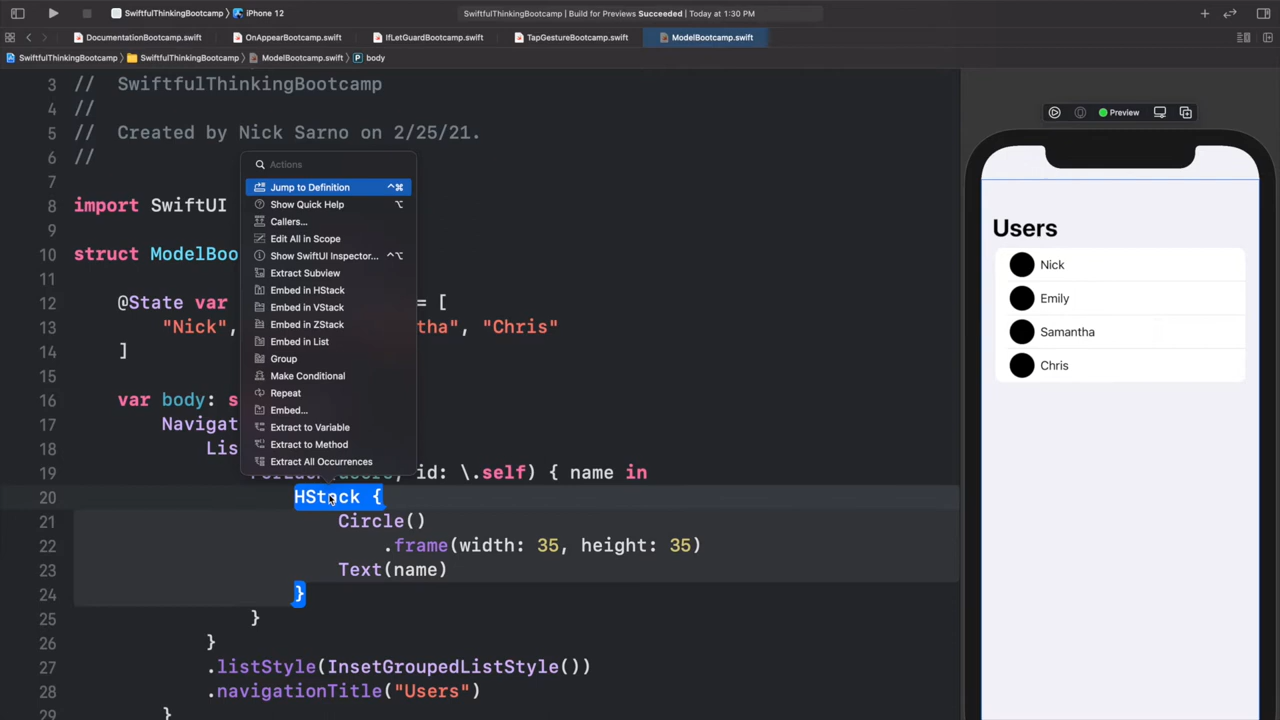 SwiftfulThinkingBootcamp 〉 iPhone 12
SwiftfulThinkingBootcamp | Build for Previews Succeeded | Today at 1:30 PM
DocumentationBootcamp.swift
OnAppearBootcamp.swift
IfLetGuardBootcamp.swift
TapGestureBootcamp.swift
ModelBootcamp.swift
SwiftfulThinkingBootcamp 〉 SwiftfulThinkingBootcamp 〉 ModelBootcamp.swift 〉 P body
3 // SwiftfulThinkingBootcamp
4 //
5 // Created by Nick Sarno on 2/25/21.
6 //
7
8 import SwiftUI
9
10 struct ModelBoo
11
12 @State var = [
13 "Nick", tha", "Chris"
14 ]
15
16 var body: s
17 Navigat
18 Lis
19 id: \.self) { name in
20 HStack {
21 Circle()
22 .frame(width: 35, height: 35)
23 Text(name)
24 }
25 }
26 }
27 .listStyle(InsetGroupedListStyle())
28 .navigationTitle("Users")
29 }
Actions
Jump to Definition ⌃⌘
Show Quick Help ⌥
Callers...
Edit All in Scope
Show SwiftUI Inspector... ⌃⌥
Extract Subview
Embed in HStack
Embed in VStack
Embed in ZStack
Embed in List
Group
Make Conditional
Repeat
Embed...
Extract to Variable
Extract to Method
Extract All Occurrences
Preview
Users
Nick
Emily
Samantha
Chris